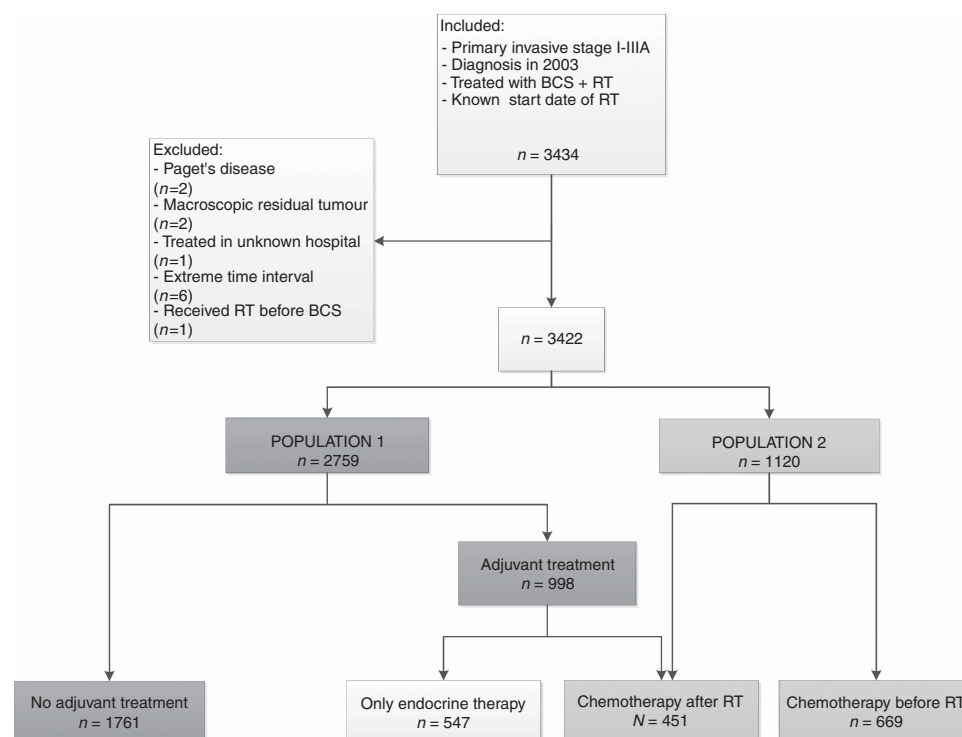 Included:
- Primary invasive stage I-IIIA
- Diagnosis in 2003
- Treated with BCS + RT
- Known start date of RT
n = 3434
Excluded:
- Paget's disease
(n=2)
- Macroscopic residual tumour
(n=2)
- Treated in unknown hospital
(n=1)
- Extreme time interval
(n=6)
- Received RT before BCS
(n=1)
n = 3422
POPULATION 1
n = 2759
POPULATION 2
n = 1120
Adjuvant treatment
n = 998
No adjuvant treatment
n = 1761
Only endocrine therapy
n = 547
Chemotherapy after RT
N = 451
Chemotherapy before RT
n = 669